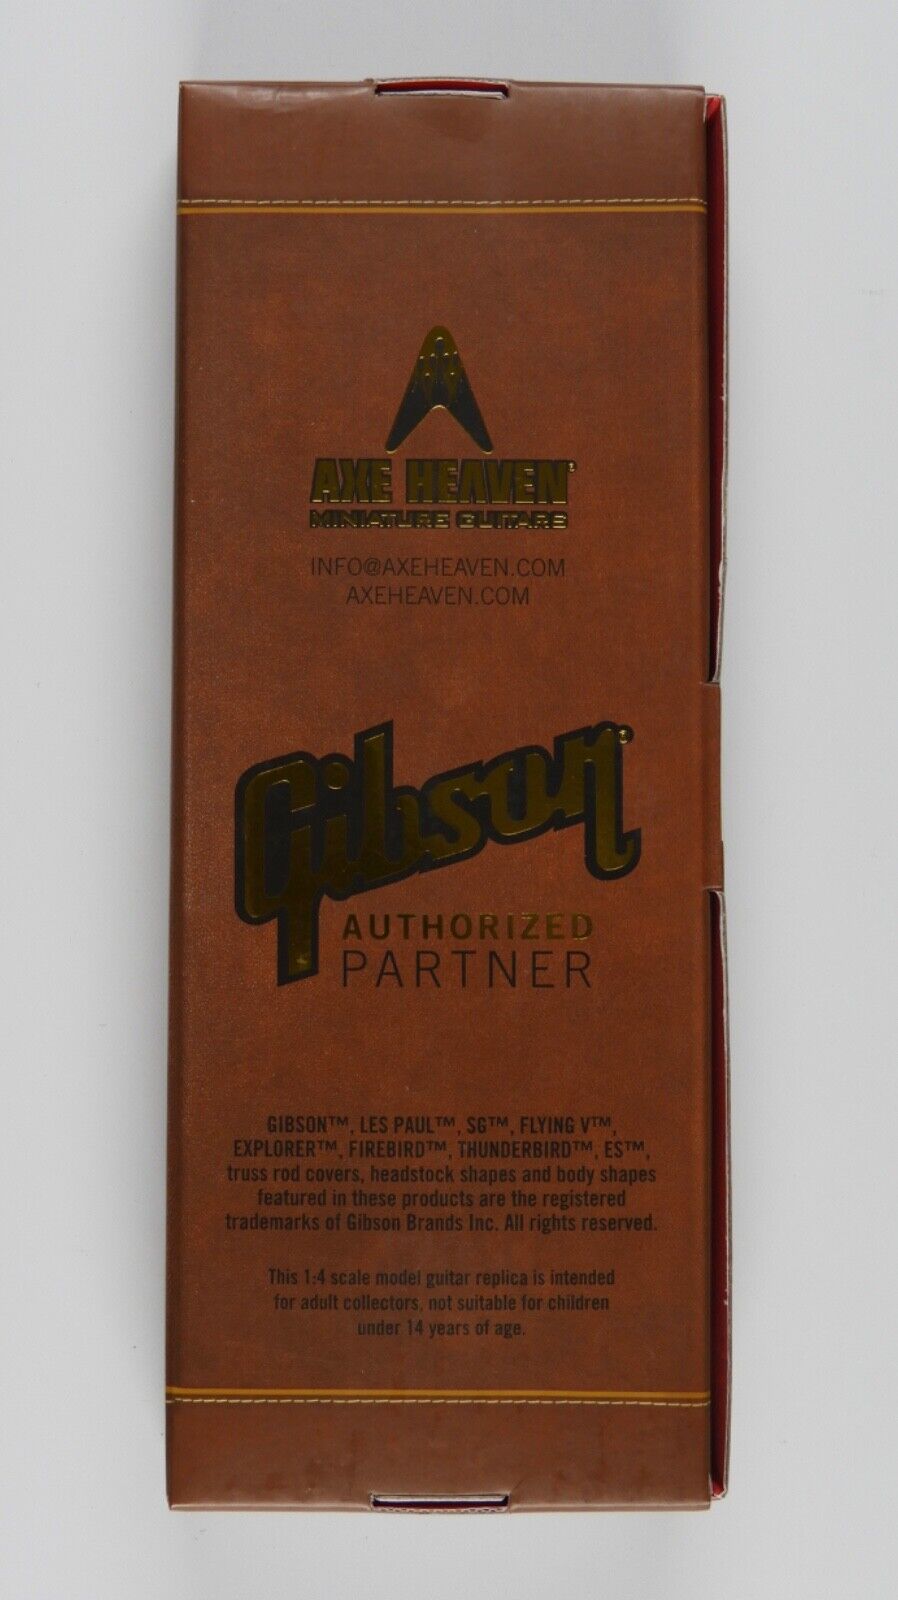 AXE HEAVEN®
MINIATURE GUITARS
INFO@AXEHEAVEN.COM
AXEHEAVEN.COM
Gibson®
AUTHORIZED
PARTNER
GIBSON™, LES PAUL™, SG™, FLYING V™,
EXPLORER™, FIREBIRD™, THUNDERBIRD™, ES™,
truss rod covers, headstock shapes and body shapes
featured in these products are the registered
trademarks of Gibson Brands Inc. All rights reserved.
This 1:4 scale model guitar replica is intended
for adult collectors, not suitable for children
under 14 years of age.